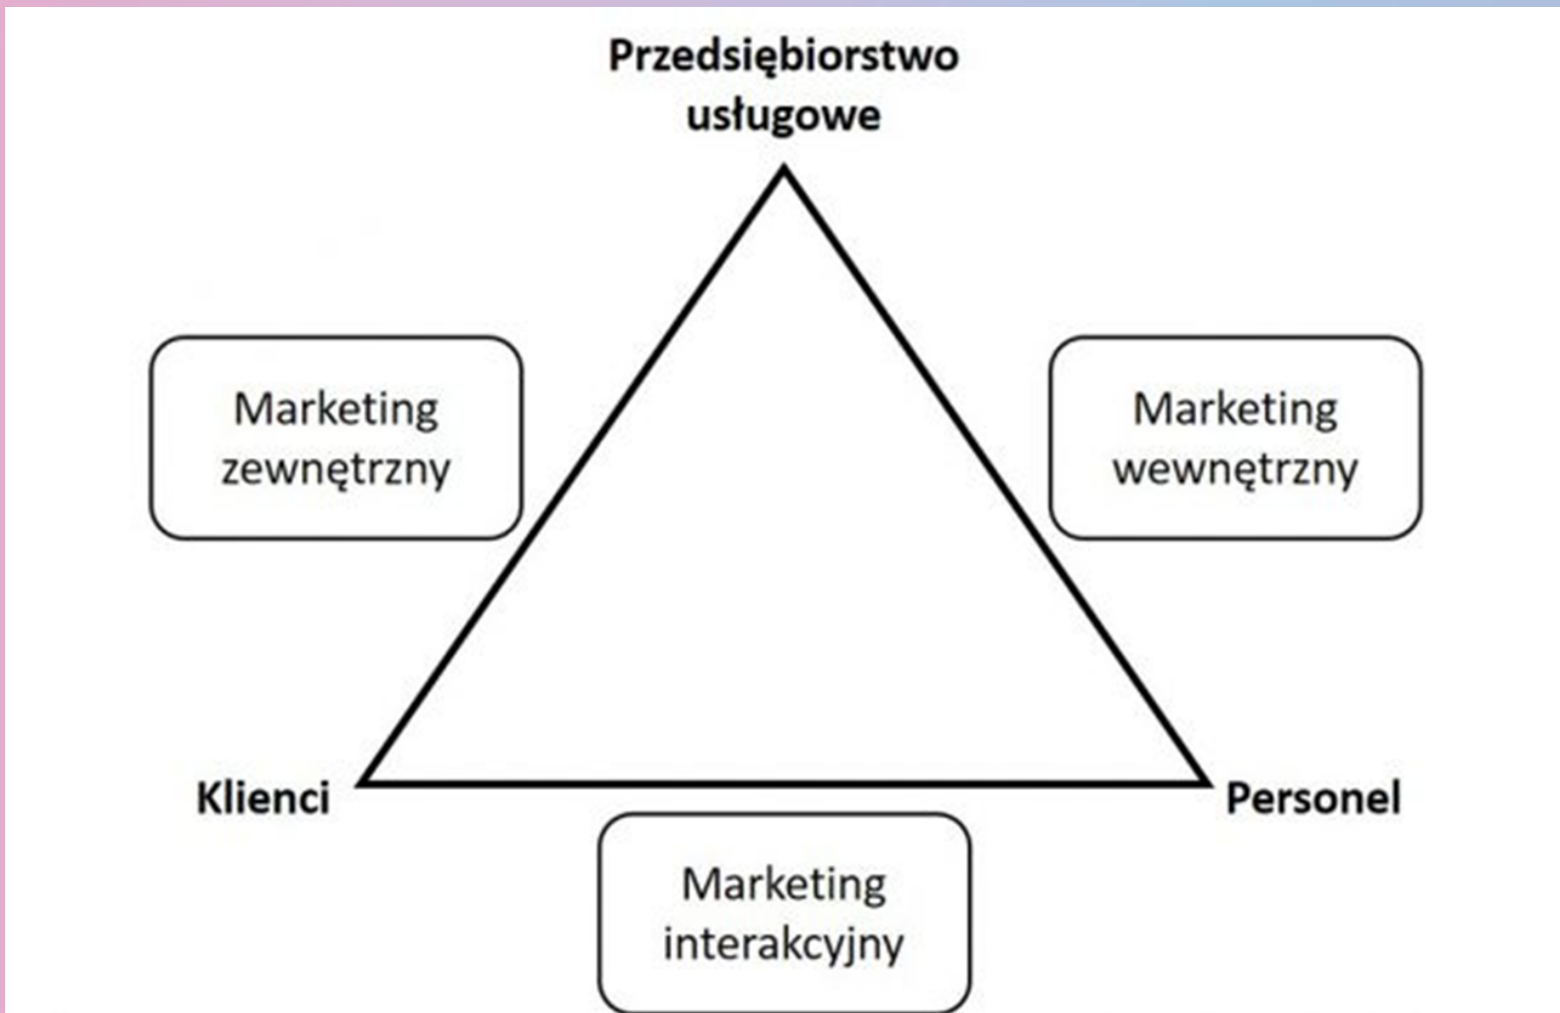 Przedsiębiorstwo
usługowe
Marketing
zewnętrzny
Marketing
wewnętrzny
Klienci
Personel
Marketing
interakcyjny